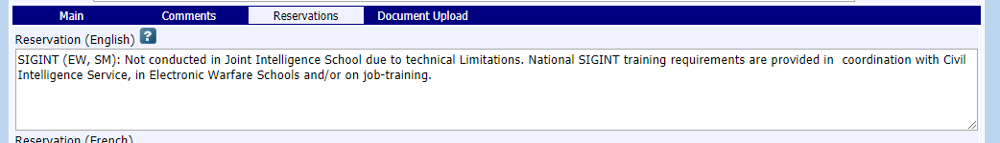 Main Comments Reservations Document Upload
Reservation (English) ?
SIGINT (EW, SM): Not conducted in Joint Intelligence School due to technical Limitations. National SIGINT training requirements are provided in  coordination with Civil
Intelligence Service, in Electronic Warfare Schools and/or on job-training.
Reservation (French)